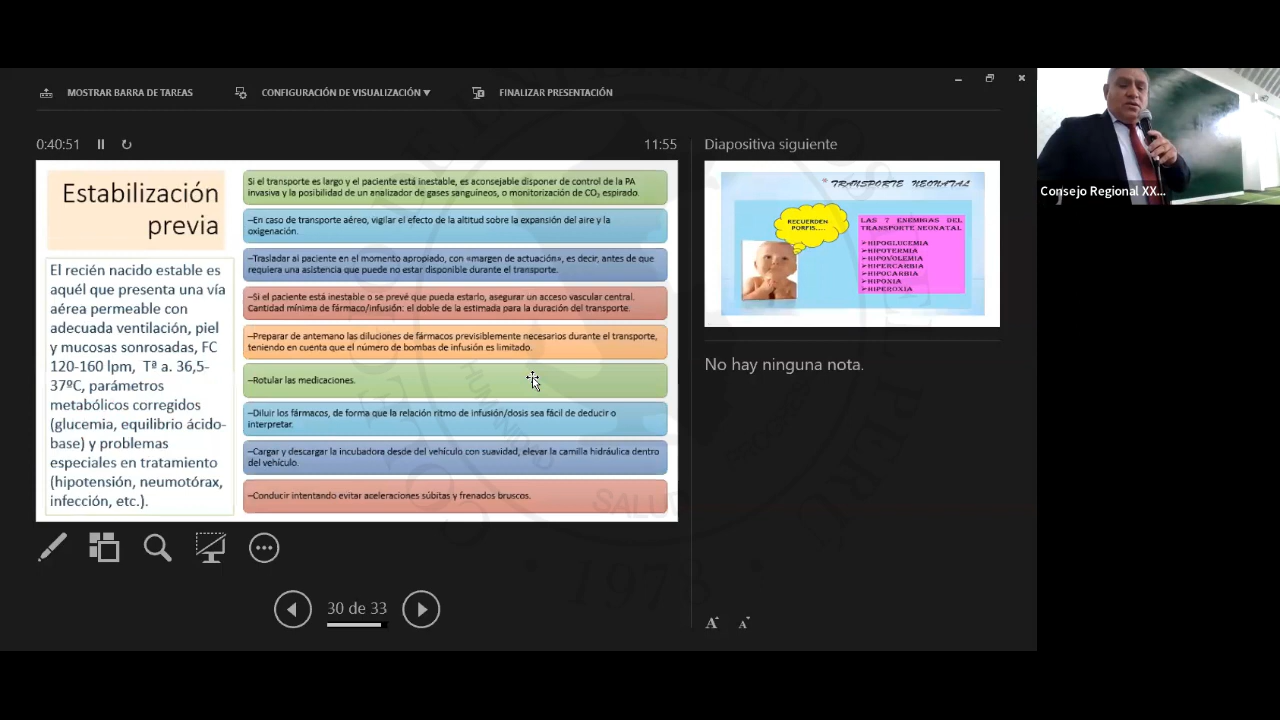 MOSTRAR BARRA DE TAREAS
CONFIGURACIÓN DE VISUALIZACIÓN ▼
FINALIZAR PRESENTACIÓN
0:40:51
11:55
Estabilización
previa
El recién nacido estable es
aquél que presenta una vía
aérea permeable con
adecuada ventilación, piel
y mucosas sonrosadas, FC
120-160 lpm, Tª a. 36,5-
37ºC, parámetros
metabólicos corregidos
(glucemia, equilibrio ácido-
base) y problemas
especiales en tratamiento
(hipotensión, neumotórax,
infección, etc.).
Si el transporte es largo y el paciente está inestable, es aconsejable disponer de control de la PA
invasiva y la posibilidad de un analizador de gases sanguíneos, o monitorización de CO₂ espirado.
–En caso de transporte aéreo, vigilar el efecto de la altitud sobre la expansión del aire y la
oxigenación.
–Trasladar al paciente en el momento apropiado, con «margen de actuación», es decir, antes de que
requiera una asistencia que puede no estar disponible durante el transporte.
–Si el paciente está inestable o se prevé que pueda estarlo, asegurar un acceso vascular central.
Cantidad mínima de fármaco/infusión: el doble de la estimada para la duración del transporte.
–Preparar de antemano las diluciones de fármacos previsiblemente necesarios durante el transporte,
teniendo en cuenta que el número de bombas de infusión es limitado.
–Rotular las medicaciones.
–Diluir los fármacos, de forma que la relación ritmo de infusión/dosis sea fácil de deducir o
interpretar.
–Cargar y descargar la incubadora desde del vehículo con suavidad, elevar la camilla hidráulica dentro
del vehículo.
–Conducir intentando evitar aceleraciones súbitas y frenados bruscos.
30 de 33
Diapositiva siguiente
* TRANSPORTE NEONATAL
RECUERDEN
PORFIS....
LAS 7 ENEMIGAS DEL
TRANSPORTE NEONATAL
➢HIPOGLUCEMIA
➢HIPOTERMIA
➢HIPOVOLEMIA
➢HIPERCARBIA
➢HIPOCARBIA
➢HIPOXIA
➢HIPEROXIA
No hay ninguna nota.
A A
Consejo Regional XX...
HUMANIDAD
SALUD
PROGRESO
PERU
1978